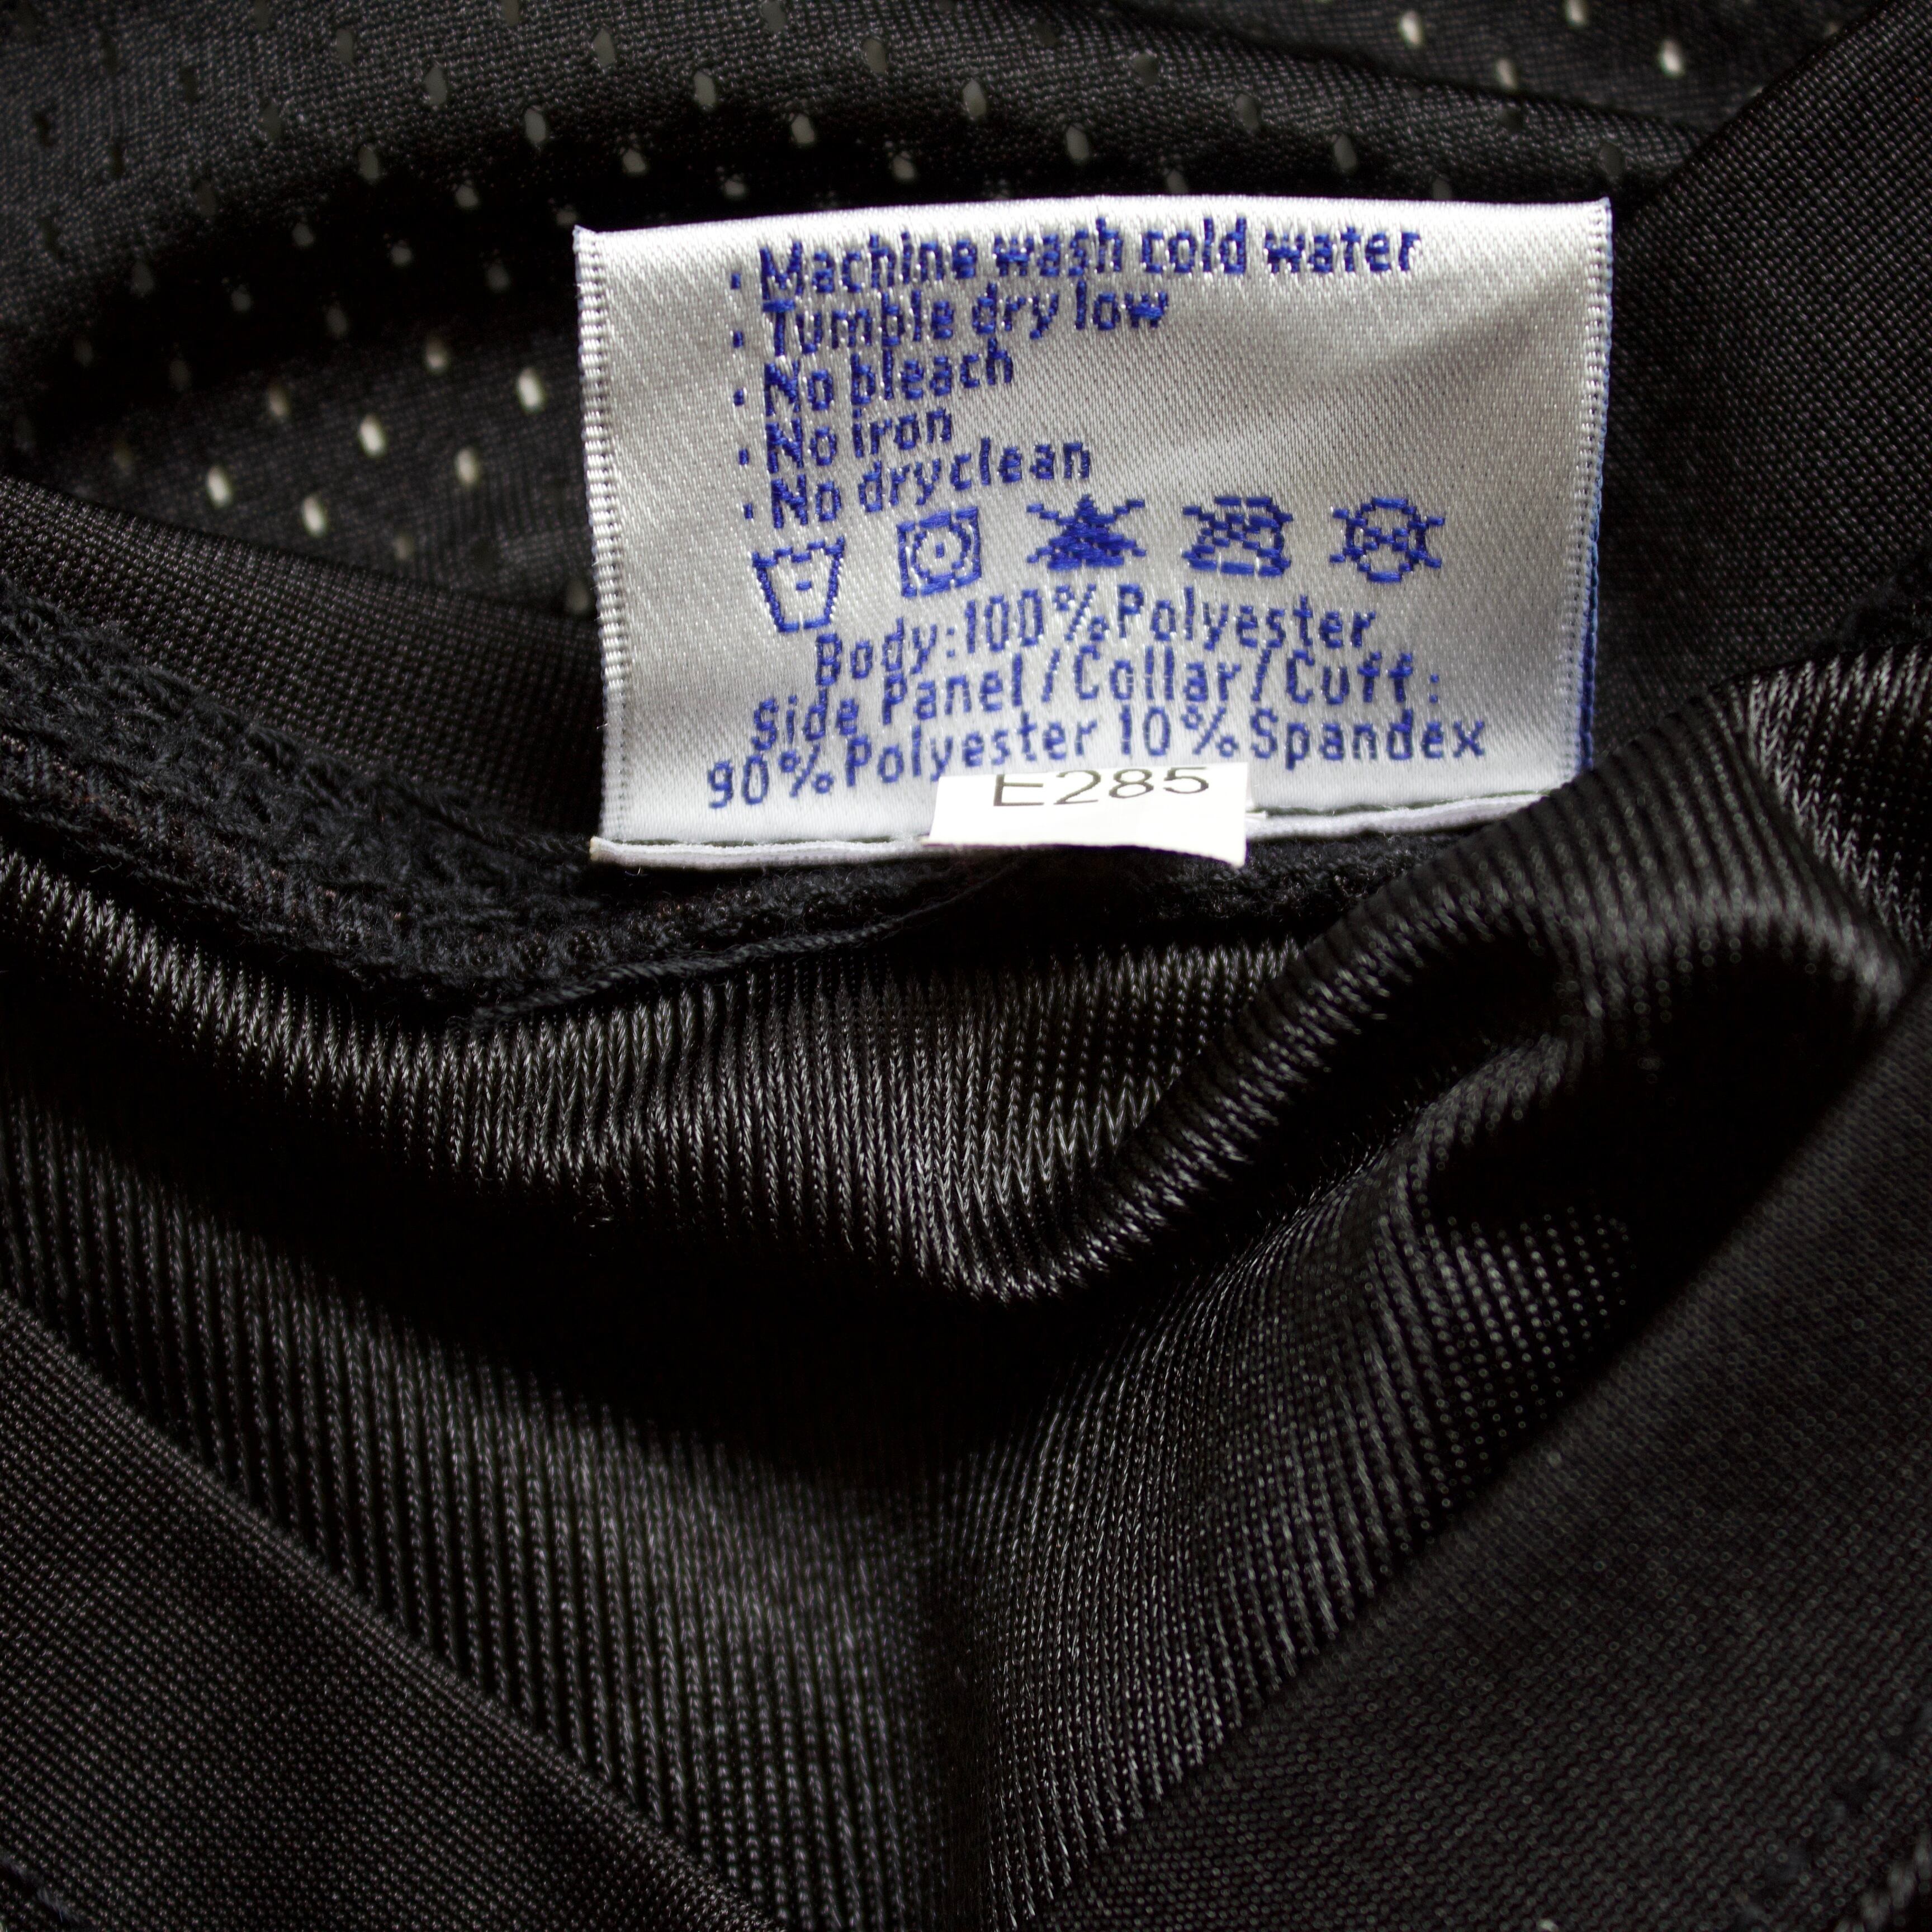 · Machine wash cold water
· Tumble dry low
· No bleach
· No iron
· No dryclean
Body:100%Polyester
Side Panel/Collar/Cuff:
90%Polyester 10%Spandex
E285